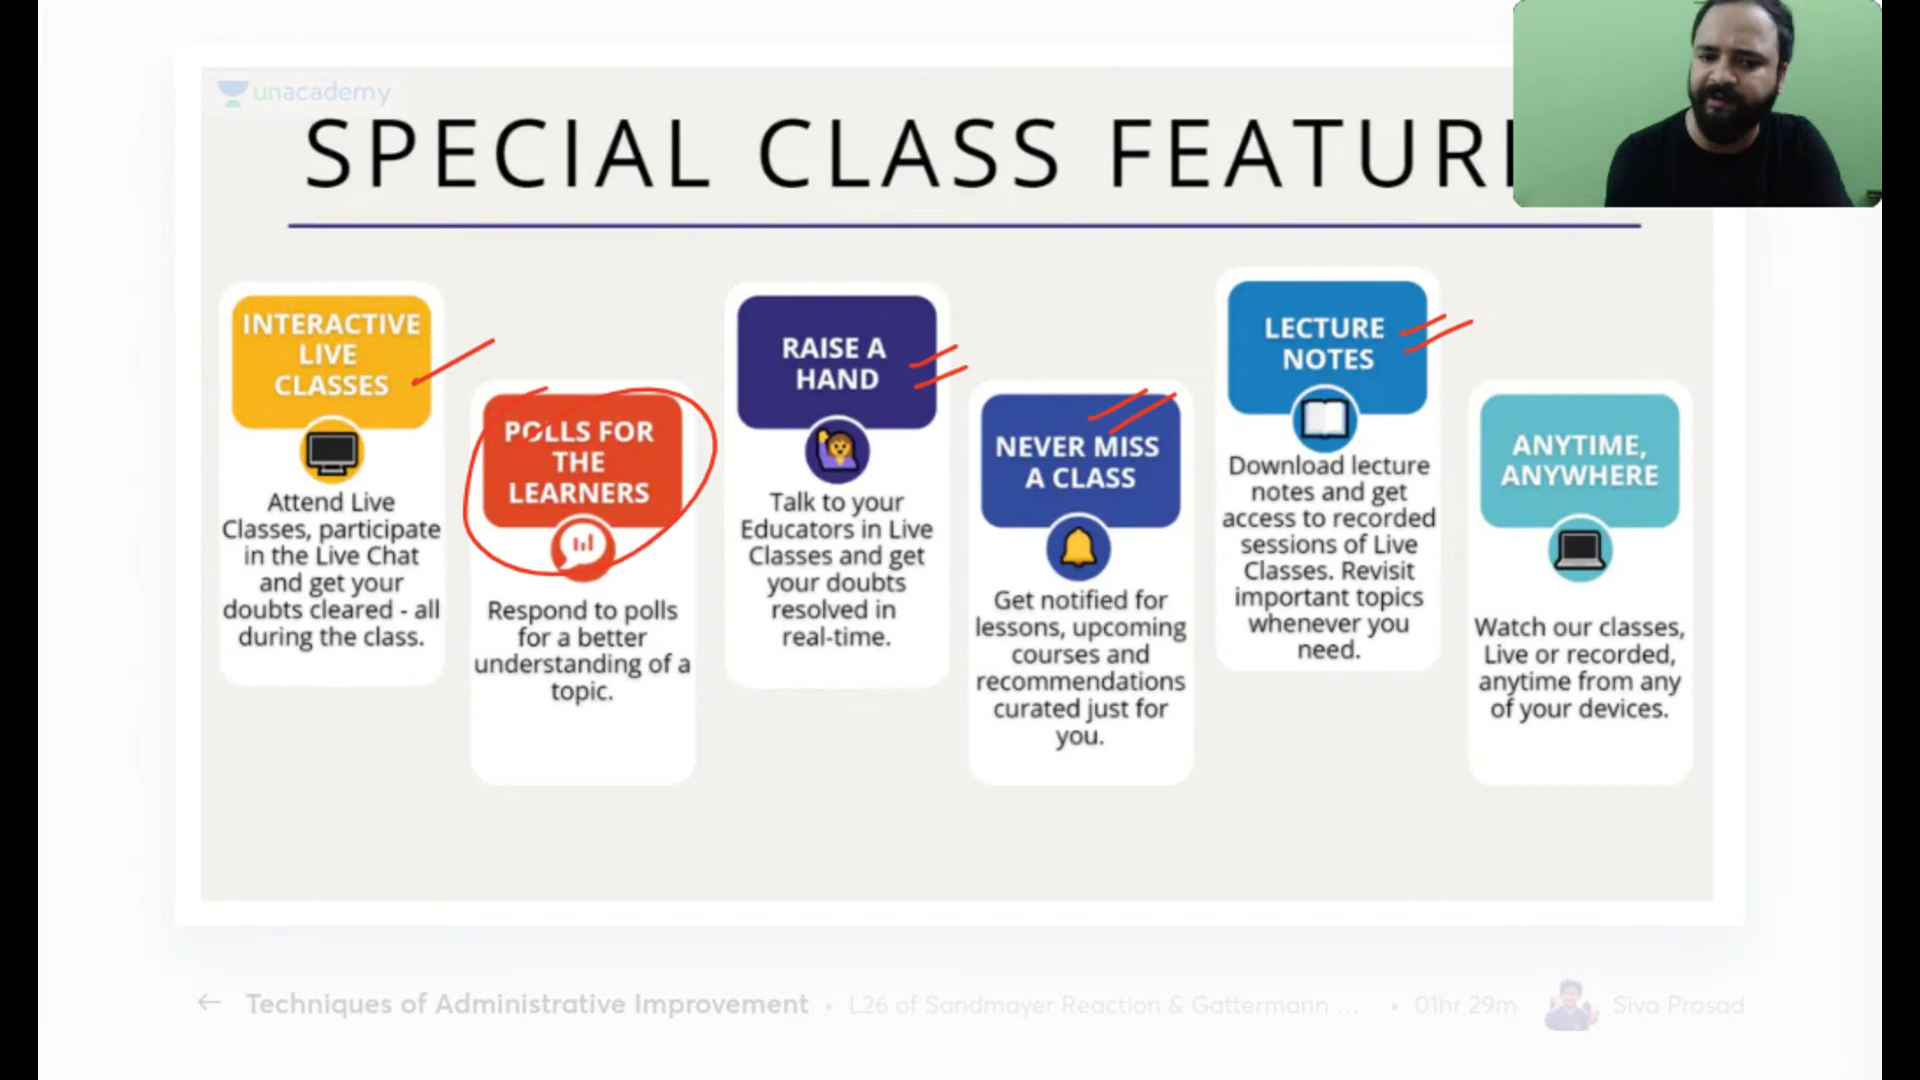 unacademy
SPECIAL CLASS
INTERACTIVE
LIVE
CLASSES
Attend Live
Classes, participate
in the Live Chat
and get your
doubts cleared - all
during the class.
POLLS FOR
THE
LEARNERS
Respond to polls
for a better
understanding of a
topic.
RAISE A
HAND
Talk to your
Educators in Live
Classes and get
your doubts
resolved in
real-time.
NEVER MISS
A CLASS
Get notified for
lessons, upcoming
courses and
recommendations
curated just for
you.
LECTURE
NOTES
Download lecture
notes and get
access to recorded
sessions of Live
Classes. Revisit
important topics
whenever you
need.
ANYTIME,
ANYWHERE
Watch our classes,
Live or recorded,
anytime from any
of your devices.
← Techniques of Administrative Improvement • L26 of Sandmayer Reaction & Gattermann ... • 01hr 29m Siva Prasad